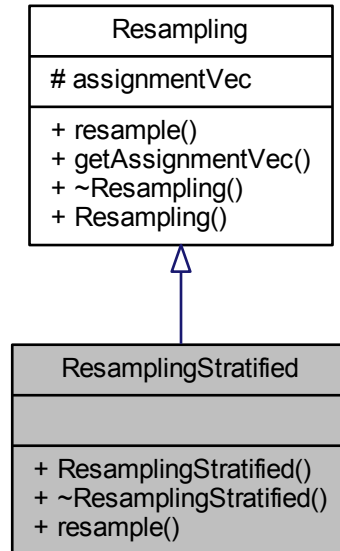 Resampling
# assignmentVec
+ resample()
+ getAssignmentVec()
+ ~Resampling()
+ Resampling()
ResamplingStratified
+ ResamplingStratified()
+ ~ResamplingStratified()
+ resample()